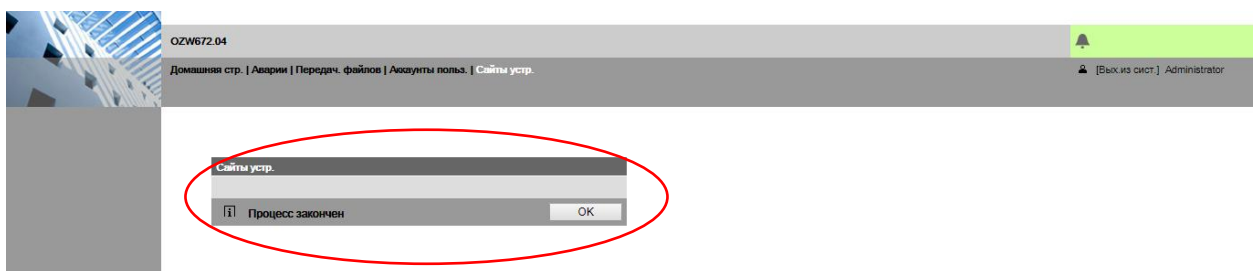 OZW672.04
Домашняя стр. | Аварии | Передач. файлов | Аккаунты польз. | Сайты устр.
[Вых.из сист.] Administrator
Сайты устр.
Процесс закончен
OK